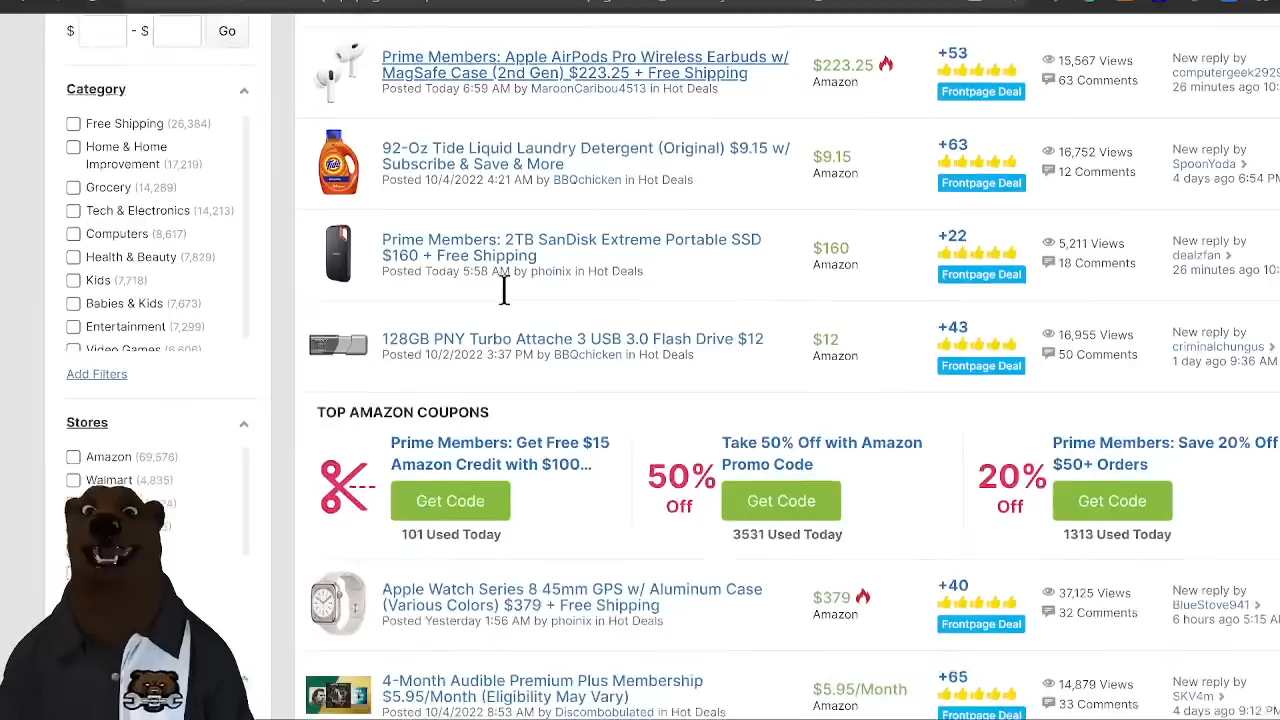 $ - $ Go
Category
Free Shipping (26,384)
Home & Home
Improvement (17,219)
Grocery (14,289)
Tech & Electronics (14,213)
Computers (8,617)
Health & Beauty (7,829)
Kids (7,718)
Babies & Kids (7,673)
Entertainment (7,299)
Video Games (6,606)
Add Filters
Stores
Amazon (69,576)
Walmart (4,835)
Prime Members: Apple AirPods Pro Wireless Earbuds w/
MagSafe Case (2nd Gen) $223.25 + Free Shipping
Posted Today 6:59 AM by MaroonCaribou4513 in Hot Deals
$223.25
Amazon
+53
Frontpage Deal
15,567 Views
63 Comments
New reply by
computergeek292
26 minutes ago 10:
92-Oz Tide Liquid Laundry Detergent (Original) $9.15 w/
Subscribe & Save & More
Posted 10/4/2022 4:21 AM by BBQchicken in Hot Deals
$9.15
Amazon
+63
Frontpage Deal
16,752 Views
12 Comments
New reply by
SpoonYoda >
4 days ago 6:54 PM
Prime Members: 2TB SanDisk Extreme Portable SSD
$160 + Free Shipping
Posted Today 5:58 AM by phoinix in Hot Deals
$160
Amazon
+22
Frontpage Deal
5,211 Views
18 Comments
New reply by
dealzfan >
26 minutes ago 10:
128GB PNY Turbo Attache 3 USB 3.0 Flash Drive $12
Posted 10/2/2022 3:37 PM by BBQchicken in Hot Deals
$12
Amazon
+43
Frontpage Deal
16,955 Views
50 Comments
New reply by
criminalchungus >
1 day ago 9:36 AM
TOP AMAZON COUPONS
Prime Members: Get Free $15
Amazon Credit with $100...
Get Code
101 Used Today
50%
Off
Take 50% Off with Amazon
Promo Code
Get Code
3531 Used Today
20%
Off
Prime Members: Save 20% Off
$50+ Orders
Get Code
1313 Used Today
Apple Watch Series 8 45mm GPS w/ Aluminum Case
(Various Colors) $379 + Free Shipping
Posted Yesterday 1:56 AM by phoinix in Hot Deals
$379
Amazon
+40
Frontpage Deal
37,125 Views
32 Comments
New reply by
BlueStove941 >
6 hours ago 5:15 A
4-Month Audible Premium Plus Membership
$5.95/Month (Eligibility May Vary)
Posted 10/4/2022 8:53 AM by Discombobulated in Hot Deals
$5.95/Month
Amazon
+65
Frontpage Deal
14,879 Views
33 Comments
New reply by
SKV4m >
4 days ago 9:12 P